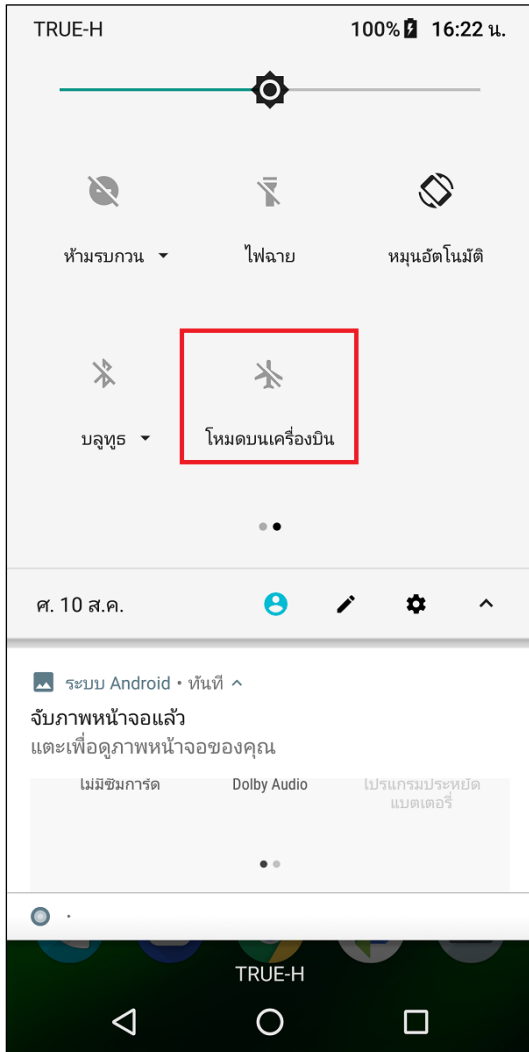 TRUE-H 100% 16:22 น.
ห้ามรบกวน ไฟฉาย หมุนอัตโนมัติ
บลูทูธ โหมดบนเครื่องบิน
ศ. 10 ส.ค.
ระบบ Android • ทันที
จับภาพหน้าจอแล้ว
แตะเพื่อดูภาพหน้าจอของคุณ
ไม่มีซิมการ์ด Dolby Audio โปรแกรมประหยัด
แบตเตอรี่
TRUE-H